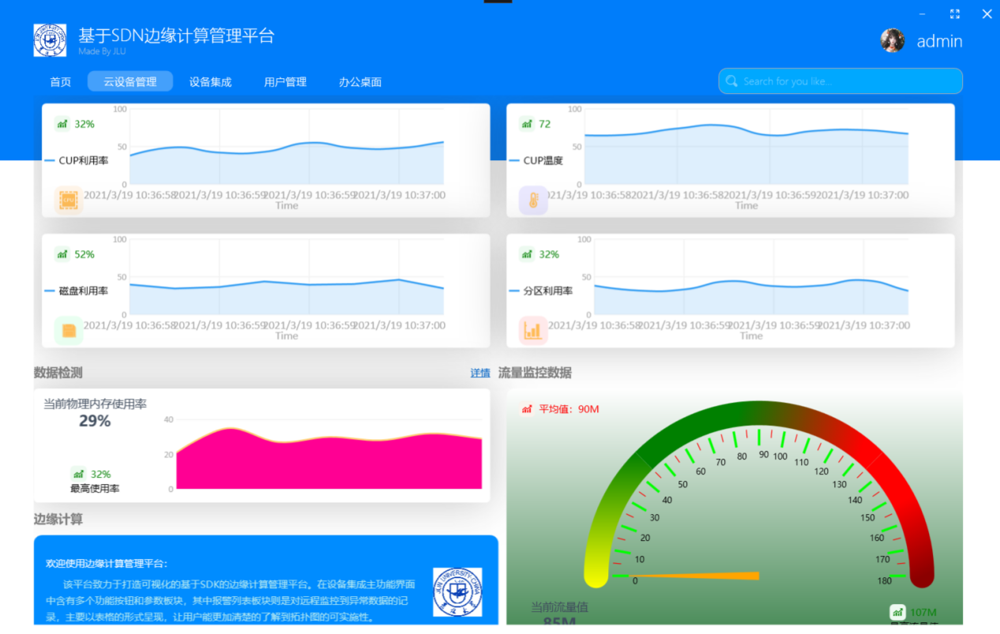 基于SDN边缘计算管理平台
Made By JLU
admin
首页 云设备管理 设备集成 用户管理 办公桌面
Search for you like...
32%
CUP利用率
100
50
0
2021/3/19 10:36:58 2021/3/19 10:36:59 2021/3/19 10:36:59 2021/3/19 10:37:00
Time
72
CUP温度
100
50
0
21/3/19 10:36:58 2021/3/19 10:36:58 2021/3/19 10:36:59 2021/3/19 10:37:00
Time
52%
磁盘利用率
100
50
0
2021/3/19 10:36:58 2021/3/19 10:36:59 2021/3/19 10:36:59 2021/3/19 10:37:00
Time
32%
分区利用率
100
50
0
2021/3/19 10:36:58 2021/3/19 10:36:59 2021/3/19 10:36:59 2021/3/19 10:37:00
Time
数据检测 详情
当前物理内存使用率
29%
32%
最高使用率
40
20
0
边缘计算
欢迎使用边缘计算管理平台：
该平台致力于打造可视化的基于SDK的边缘计算管理平台。在设备集成主功能界面
中含有多个功能按钮和参数板块，其中报警列表板块则是对远程监控到异常数据的记
录，主要以表格的形式呈现，让用户能更加清楚的了解到拓扑图的可实施性。
流量监控数据
平均值：90M
0 10 20 30 40 50 60 70 80 90 100 110 120 130 140 150 160 170 180
当前流量值
85M
107M
最高流量值